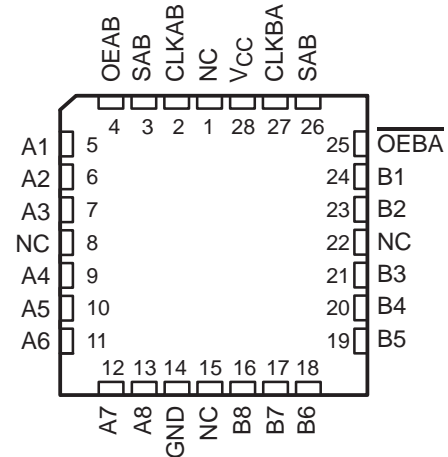 OEAB SAB CLKAB NC VCC CLKBA SAB
4 3 2 1 28 27 26
A1 5 25 OEBA
A2 6 24 B1
A3 7 23 B2
NC 8 22 NC
A4 9 21 B3
A5 10 20 B4
A6 11 19 B5
12 13 14 15 16 17 18
A7 A8 GND NC B8 B7 B6